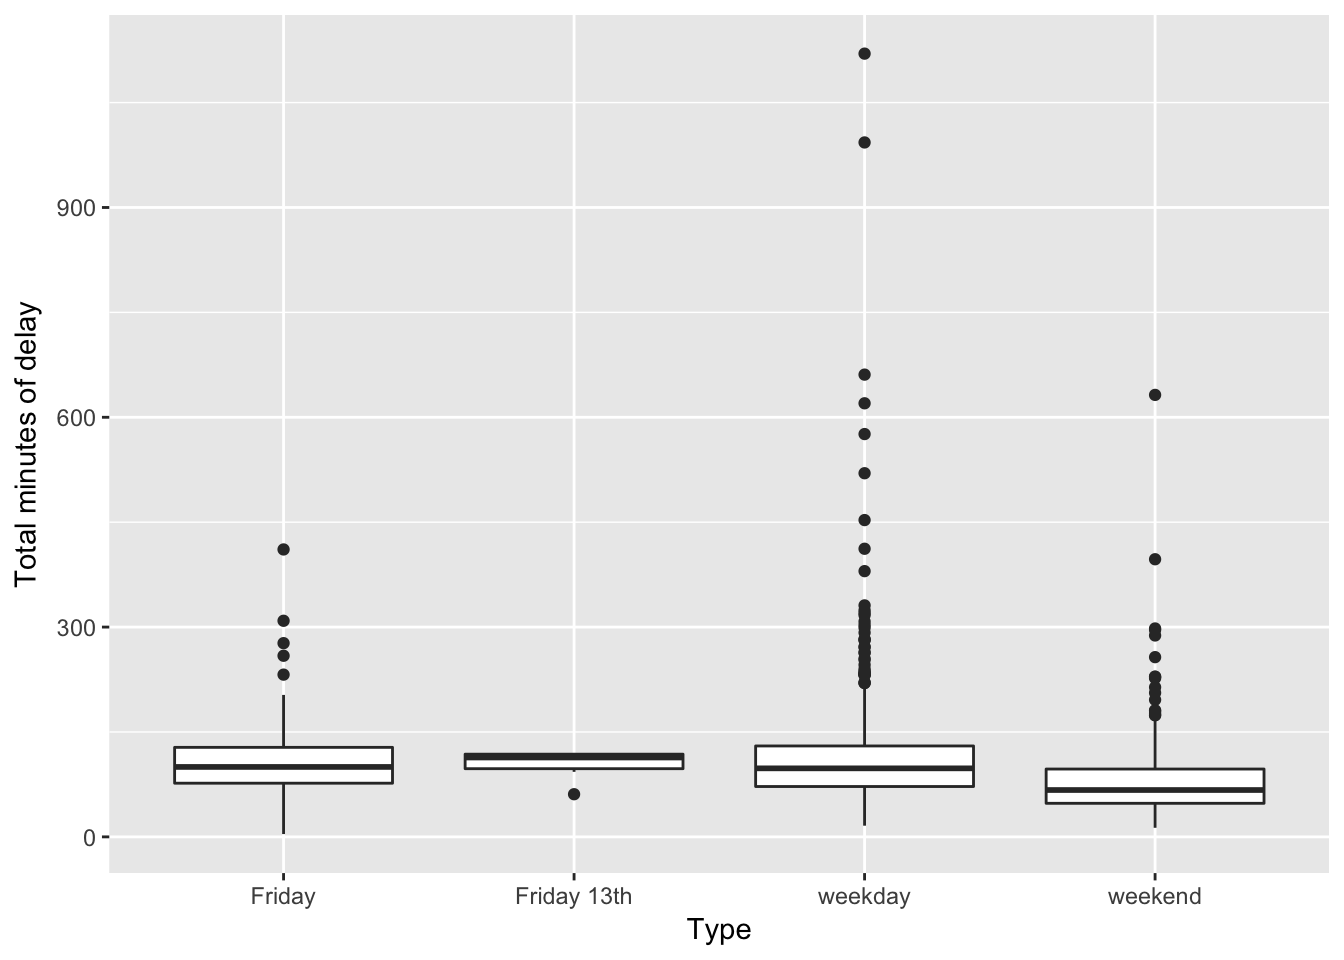 Total minutes of delay
900
600
300
0
Friday
Friday 13th
weekday
weekend
Type